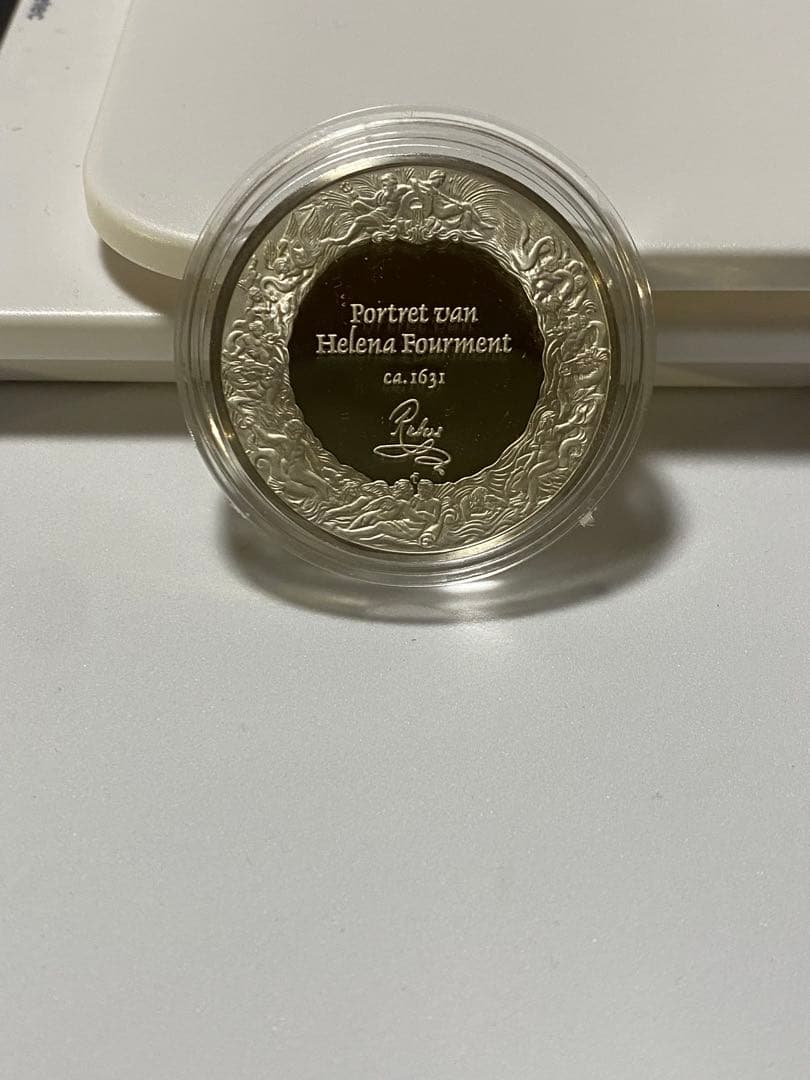 Portret van
Helena Fourment
ca. 1631